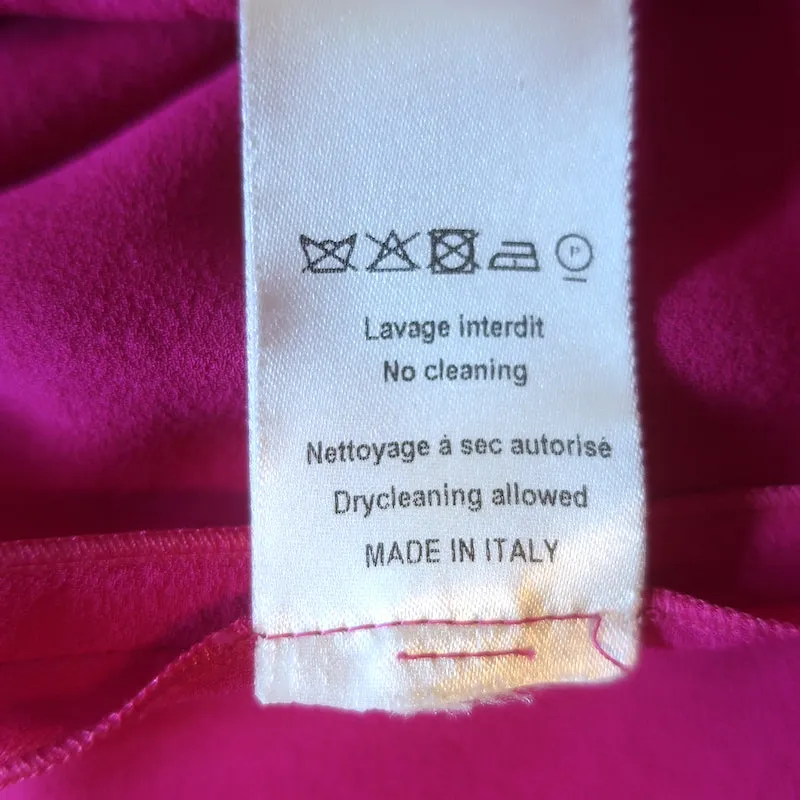 P
Lavage interdit
No cleaning
Nettoyage à sec autorisé
Drycleaning allowed
MADE IN ITALY